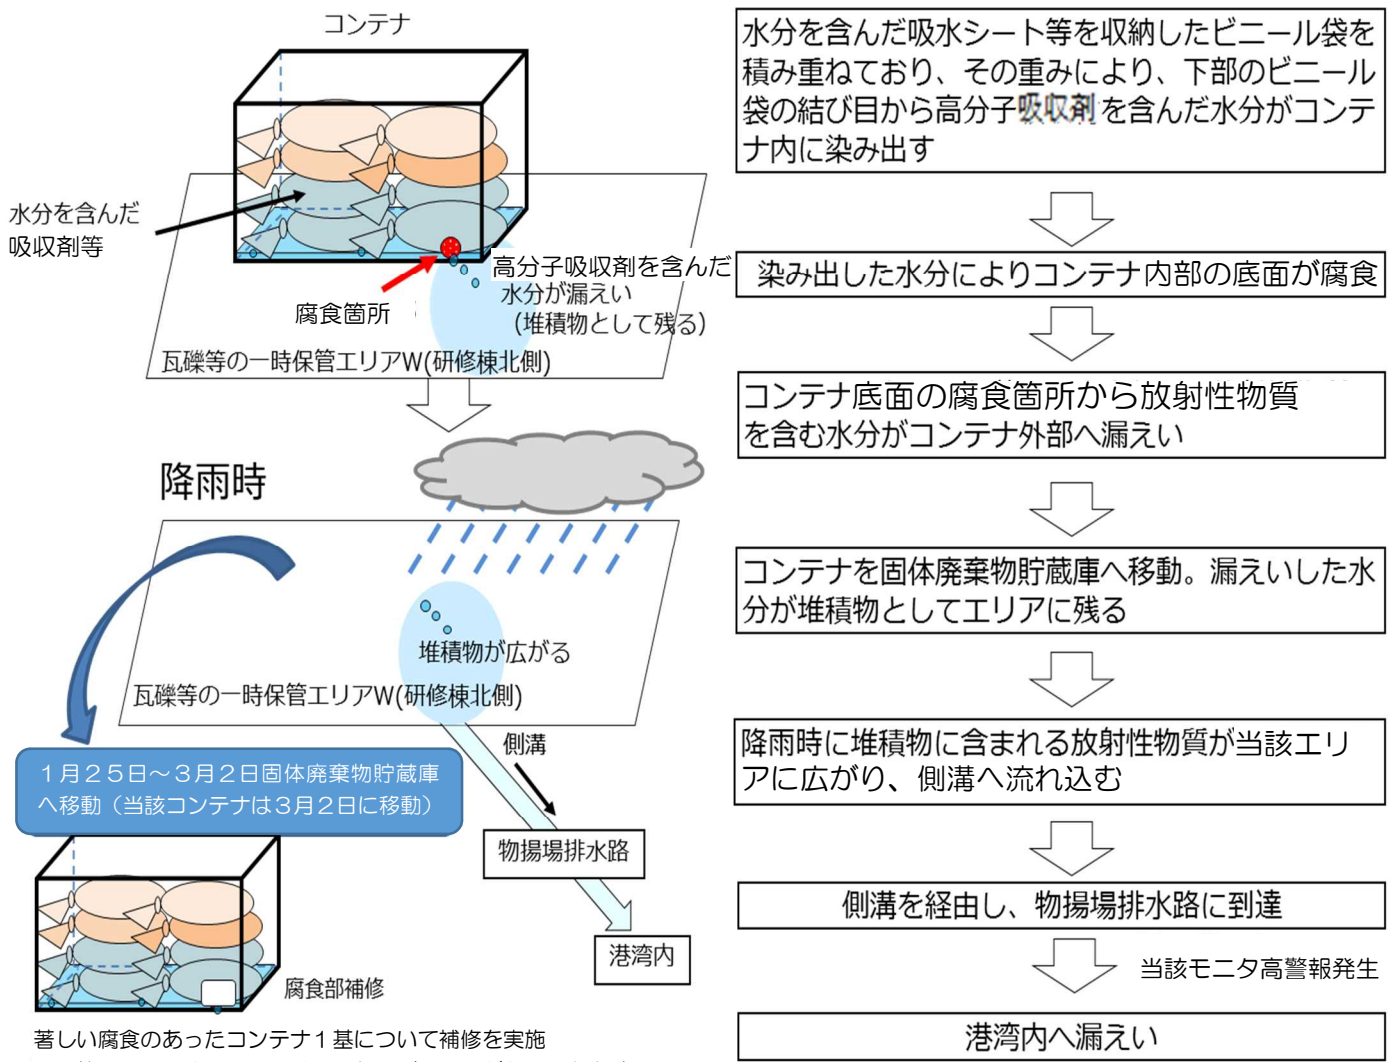 コンテナ
水分を含んだ
吸収剤等
腐食箇所
高分子吸収剤を含んだ
水分が漏えい
(堆積物として残る)
瓦礫等の一時保管エリアW(研修棟北側)
降雨時
堆積物が広がる
瓦礫等の一時保管エリアW(研修棟北側)
側溝
1月25日～3月2日固体廃棄物貯蔵庫
へ移動(当該コンテナは3月2日に移動)
物揚場排水路
港湾内
腐食部補修
著しい腐食のあったコンテナ1基について補修を実施
水分を含んだ吸水シート等を収納したビニール袋を
積み重ねており、その重みにより、下部のビニール
袋の結び目から高分子吸収剤を含んだ水分がコンテ
ナ内に染み出す
染み出した水分によりコンテナ内部の底面が腐食
コンテナ底面の腐食箇所から放射性物質
を含む水分がコンテナ外部へ漏えい
コンテナを固体廃棄物貯蔵庫へ移動。漏えいした水
分が堆積物としてエリアに残る
降雨時に堆積物に含まれる放射性物質が当該エリ
アに広がり、側溝へ流れ込む
側溝を経由し、物揚場排水路に到達
当該モニタ高警報発生
港湾内へ漏えい